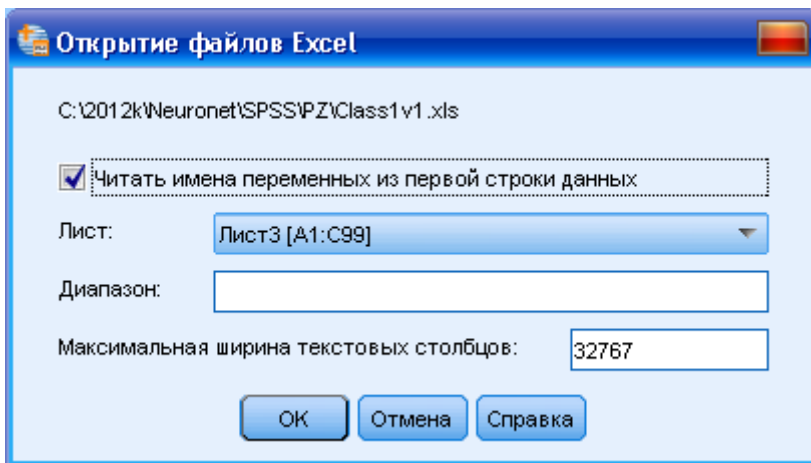 Открытие файлов Excel
C:\2012k\Neuronet\SPSS\PZ\Class1v1.xls
Читать имена переменных из первой строки данных
Лист: Лист3 [A1:C99]
Диапазон:
Максимальная ширина текстовых столбцов: 32767
ОК Отмена Справка